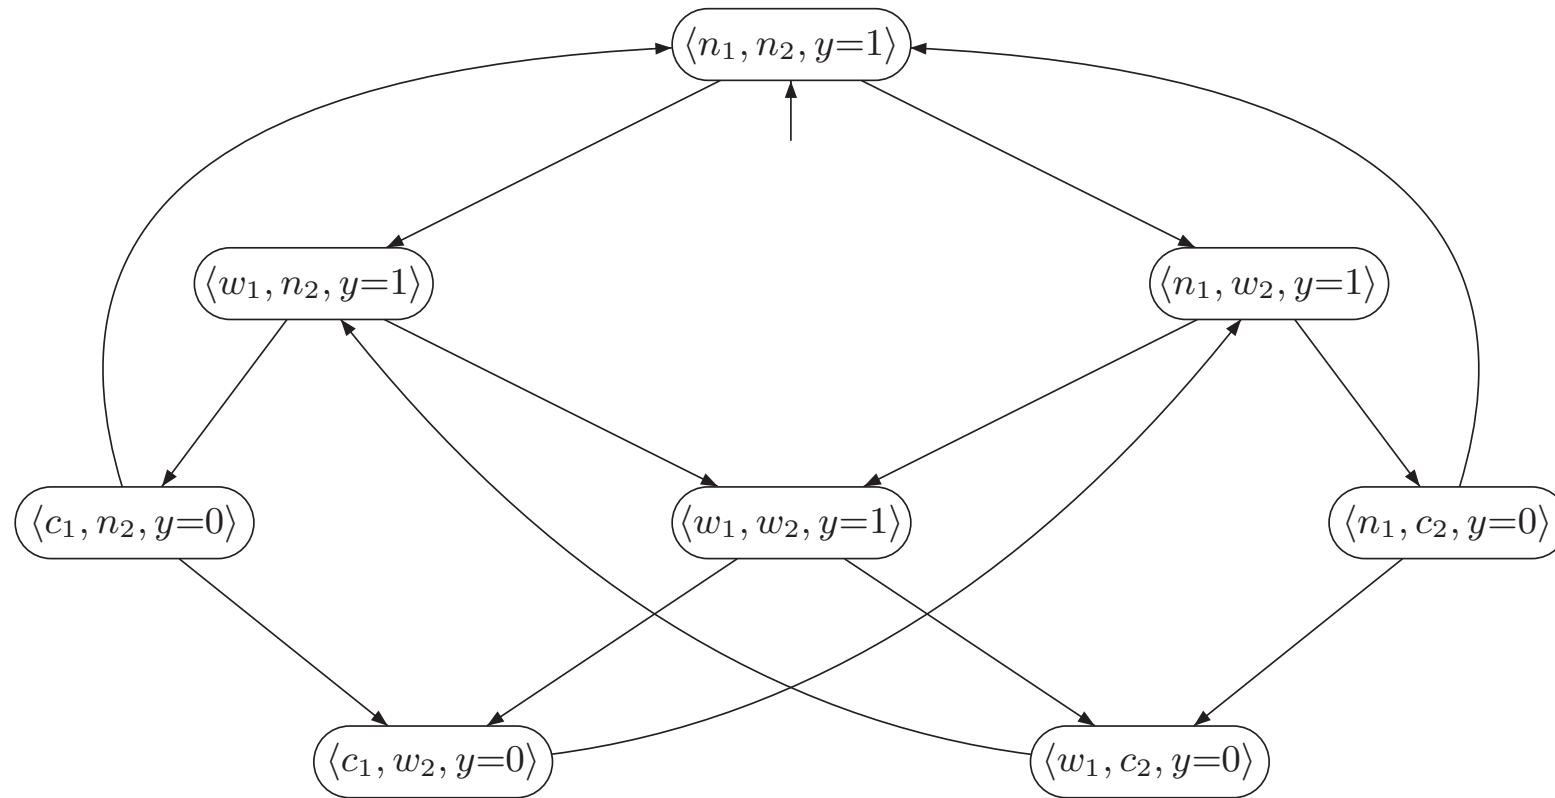 ⟨n₁, n₂, y=1⟩
⟨w₁, n₂, y=1⟩
⟨n₁, w₂, y=1⟩
⟨c₁, n₂, y=0⟩
⟨w₁, w₂, y=1⟩
⟨n₁, c₂, y=0⟩
⟨c₁, w₂, y=0⟩
⟨w₁, c₂, y=0⟩